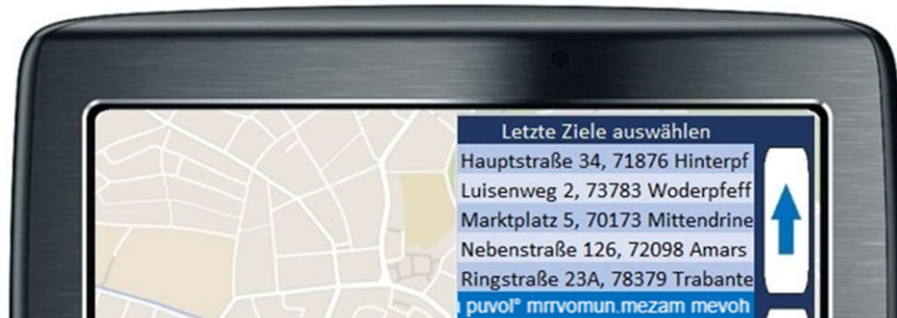 Letzte Ziele auswählen
Hauptstraße 34, 71876 Hinterpf
Luisenweg 2, 73783 Woderpfeff
Marktplatz 5, 70173 Mittendrine
Nebenstraße 126, 72098 Amars
Ringstraße 23A, 78379 Trabante